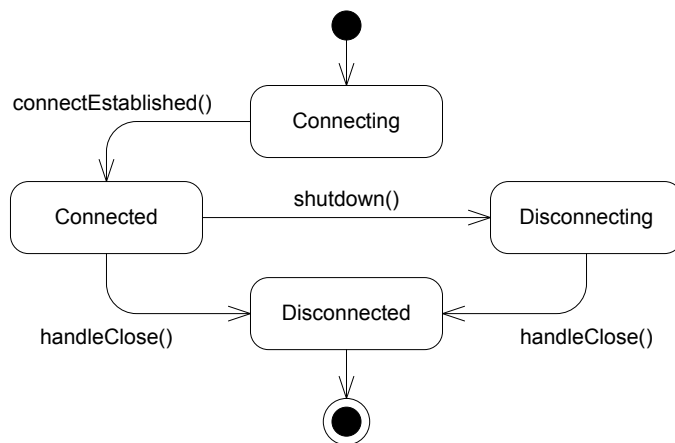 connectEstablished()
Connecting
Connected
shutdown()
Disconnecting
Disconnected
handleClose()
handleClose()